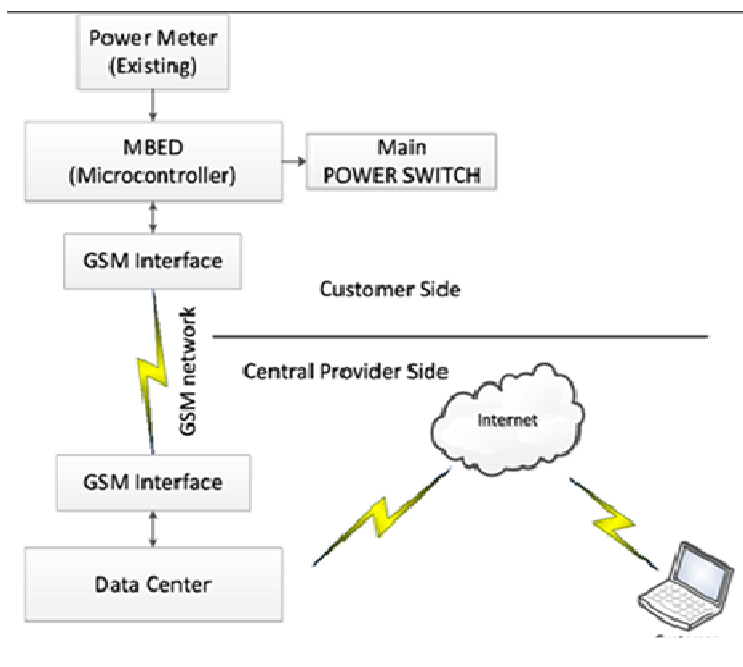 Power Meter
(Existing)
MBED
(Microcontroller)
Main
POWER SWITCH
GSM Interface
Customer Side
GSM network
Central Provider Side
Internet
GSM Interface
Data Center